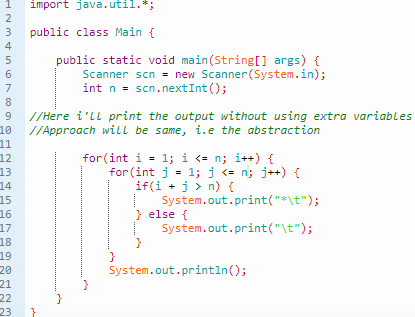 1 import java.util.*;
2
3 public class Main {
4
5 public static void main(String[] args) {
6 Scanner scn = new Scanner(System.in);
7 int n = scn.nextInt();
8
9 //Here i'll print the output without using extra variables
10 //Approach will be same, i.e the abstraction
11
12 for(int i = 1; i <= n; i++) {
13 for(int j = 1; j <= n; j++) {
14 if(i + j > n) {
15 System.out.print("*\t");
16 } else {
17 System.out.print("\t");
18 }
19 }
20 System.out.println();
21 }
22 }
23 }